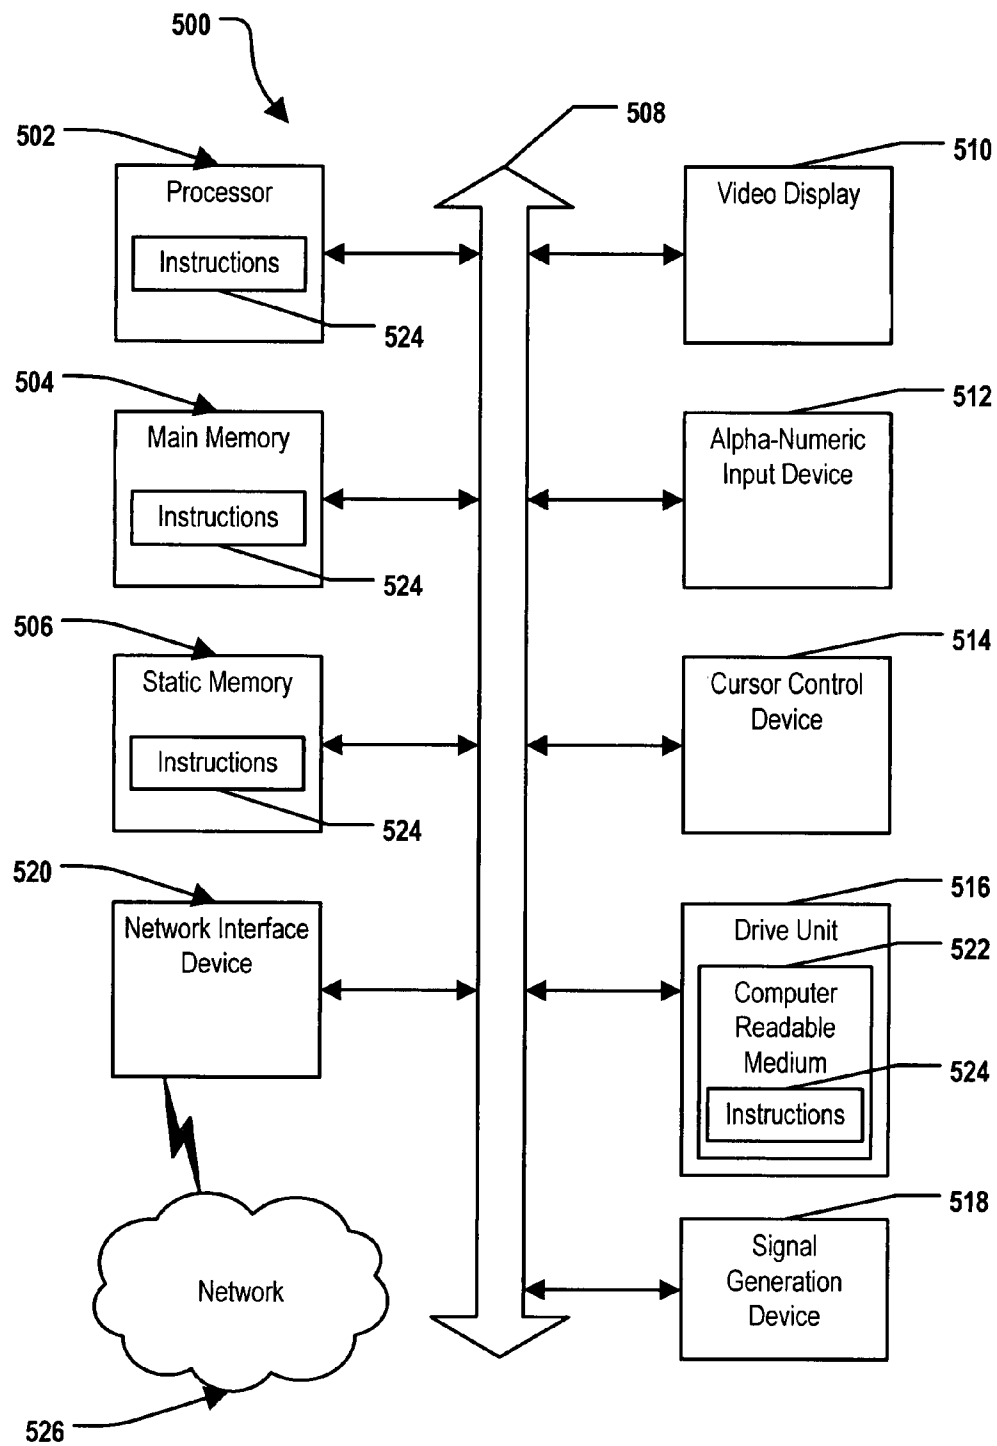 500
508
502
Processor
Instructions
524
510
Video Display
504
Main Memory
Instructions
524
512
Alpha-Numeric
Input Device
506
Static Memory
Instructions
524
514
Cursor Control
Device
520
Network Interface
Device
516
Drive Unit
522
Computer
Readable
Medium
524
Instructions
518
Signal
Generation
Device
Network
526